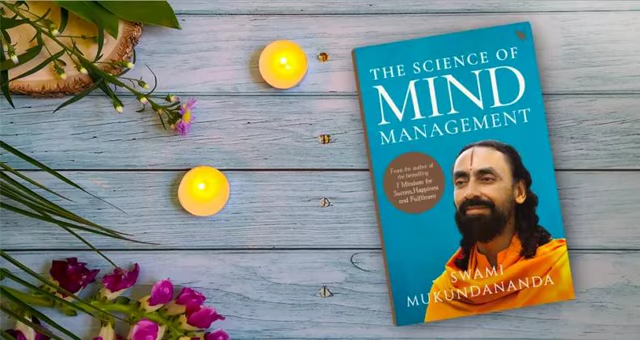 THE SCIENCE OF
MIND
MANAGEMENT
From the author of
the bestselling
7 Mindsets for
Success, Happiness
and Fulfilment
SWAMI
MUKUNDANANDA